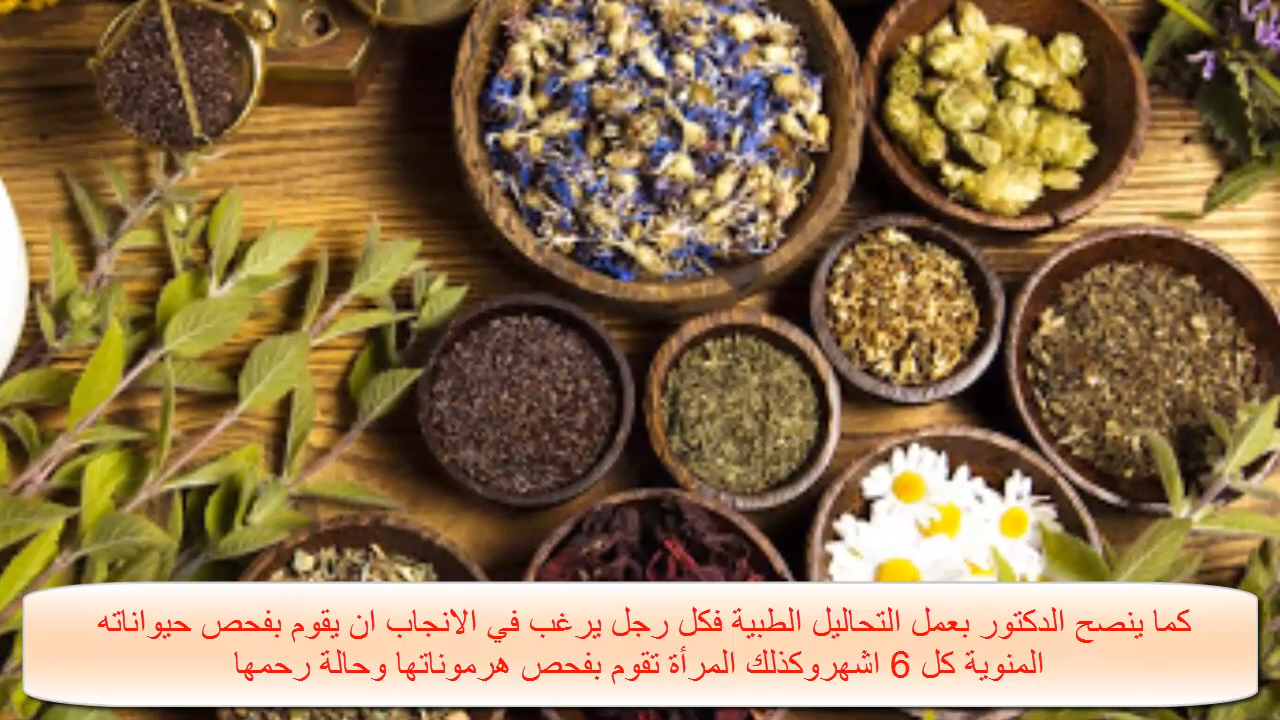 كما ينصح الدكتور بعمل التحاليل الطبية فكل رجل يرغب في الانجاب ان يقوم بفحص حيواناته
المنوية كل 6 اشهروكذلك المرأة تقوم بفحص هرموناتها وحالة رحمها